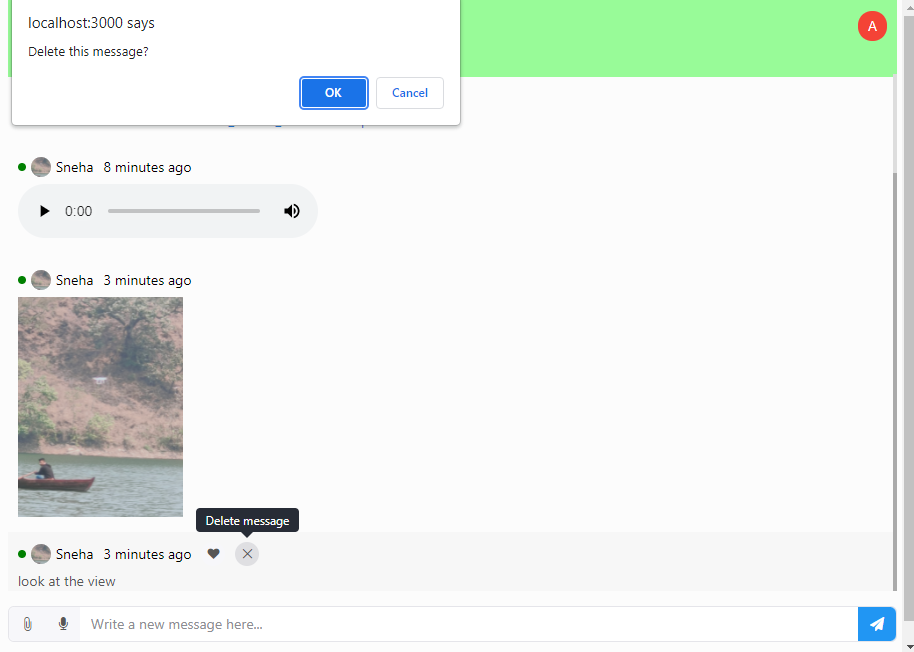 localhost:3000 says
Delete this message?
OK
Cancel
A
Sneha 8 minutes ago
0:00
Sneha 3 minutes ago
Delete message
Sneha 3 minutes ago
look at the view
Write a new message here...